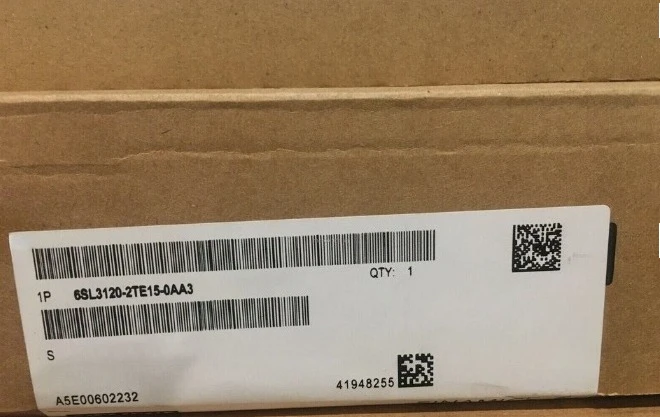 QTY: 1
1P 6SL3120-2TE15-0AA3
S
41948255
A5E00602232